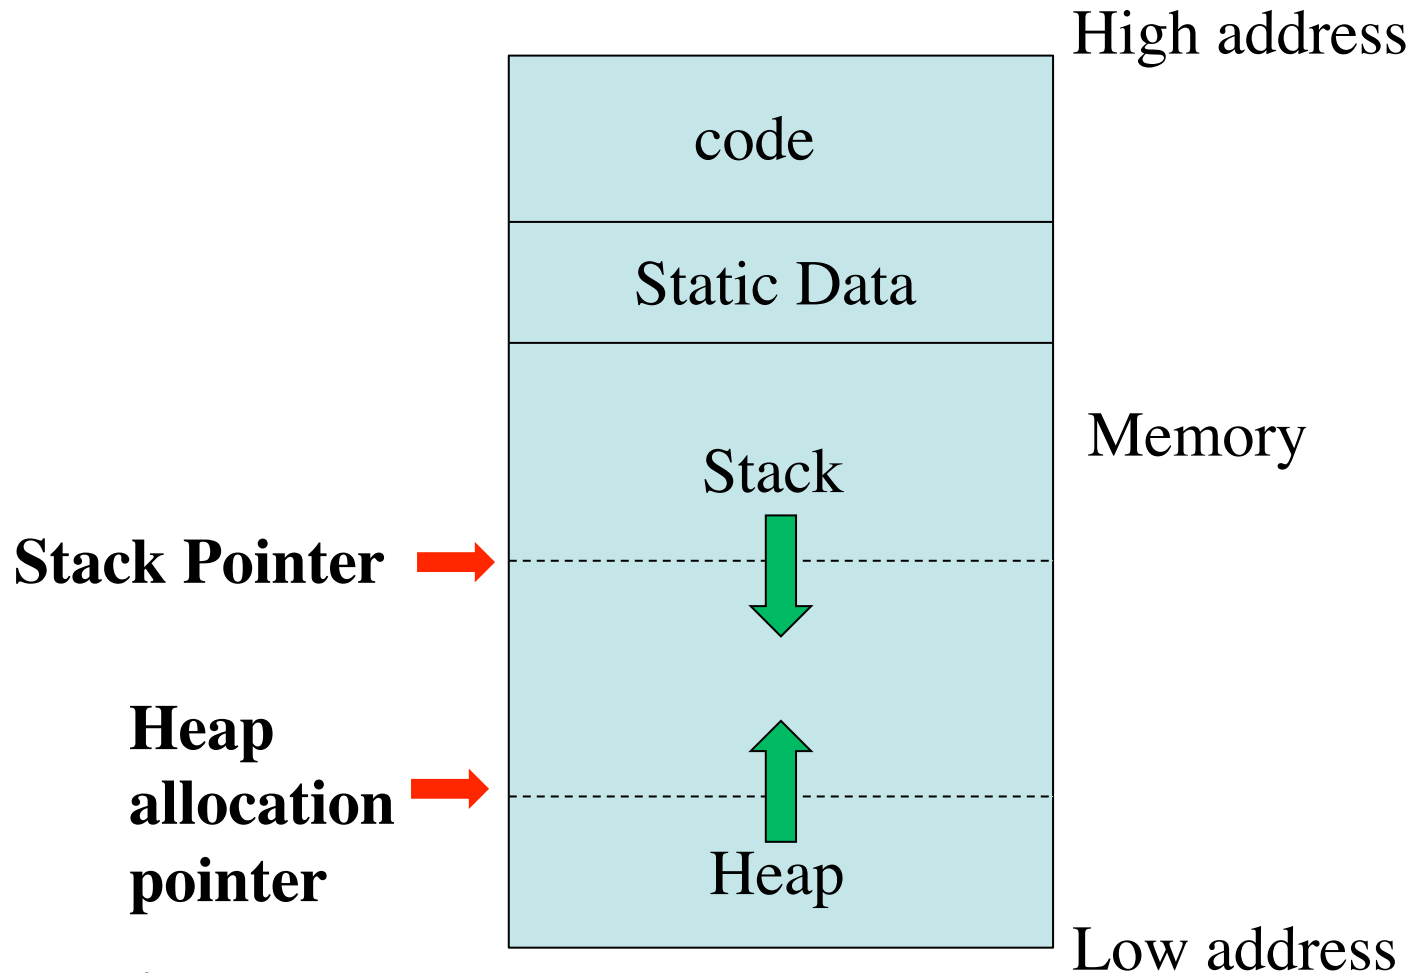 High address
code
Static Data
Memory
Stack
Stack Pointer
Heap
allocation
pointer
Heap
Low address